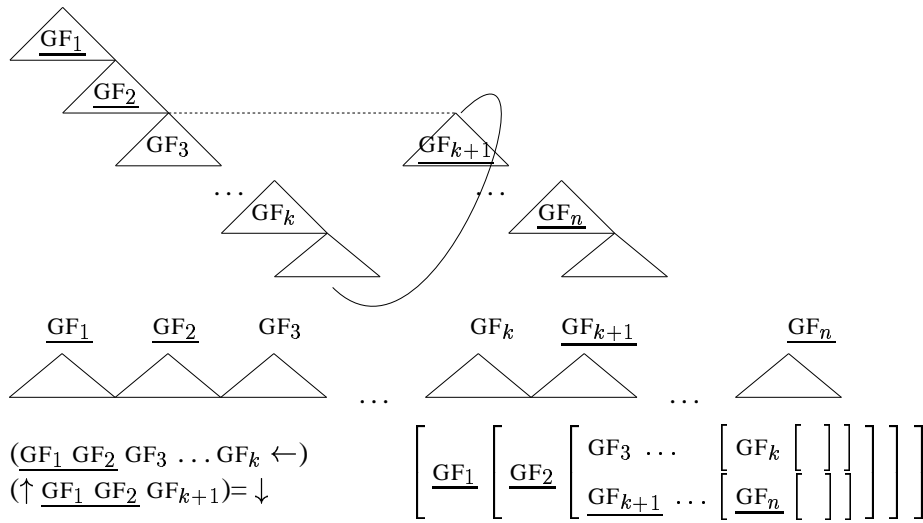 GF1
GF2
GF3 GFk+1
... ...
GFk GFn
GF1 GF2 GF3 GFk GFk+1 GFn
... ...
(GF1 GF2 GF3 ... GFk ←)
(↑ GF1 GF2 GFk+1)= ↓
[ GF1 [ GF2 [ GF3 ... [ GFk [ ] ] ] ] ]
GFk+1 ... [ GFn [ ] ]